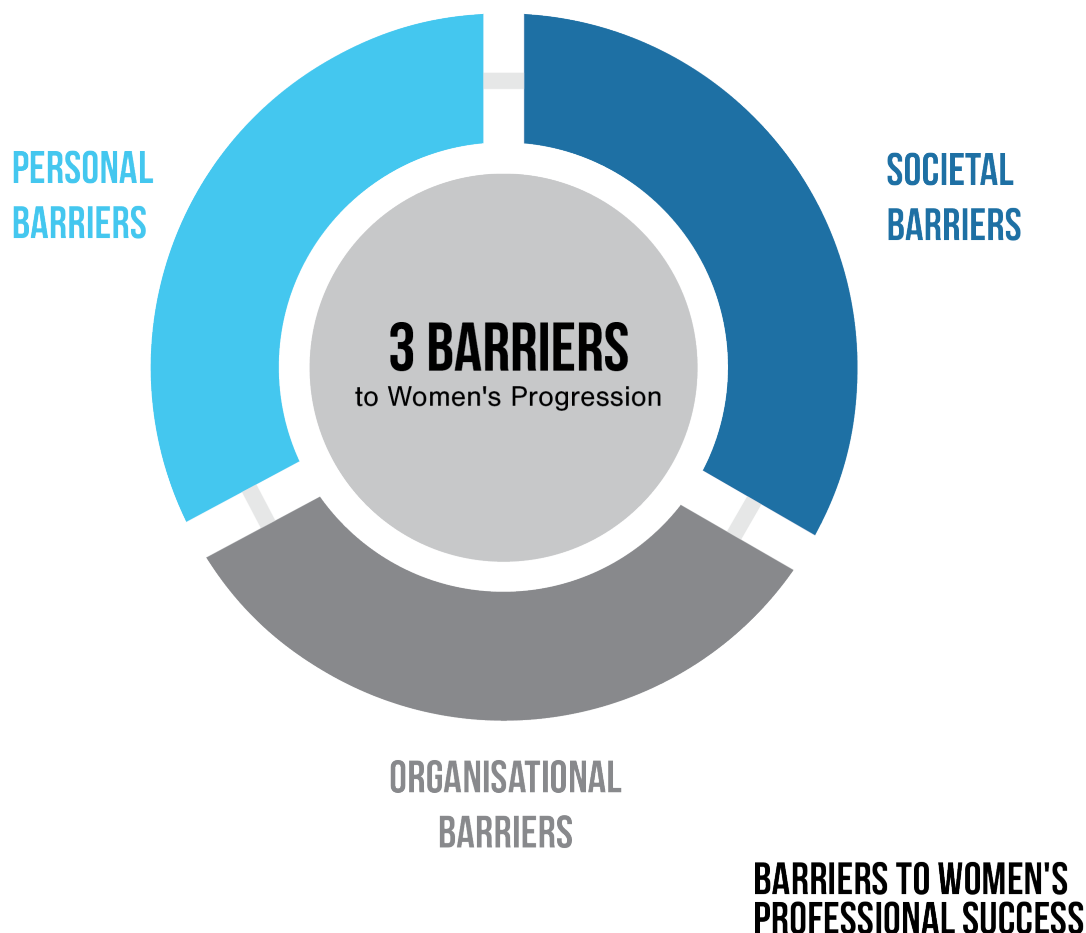 PERSONAL
BARRIERS
SOCIETAL
BARRIERS
3 BARRIERS
to Women's Progression
ORGANISATIONAL
BARRIERS
BARRIERS TO WOMEN'S
PROFESSIONAL SUCCESS